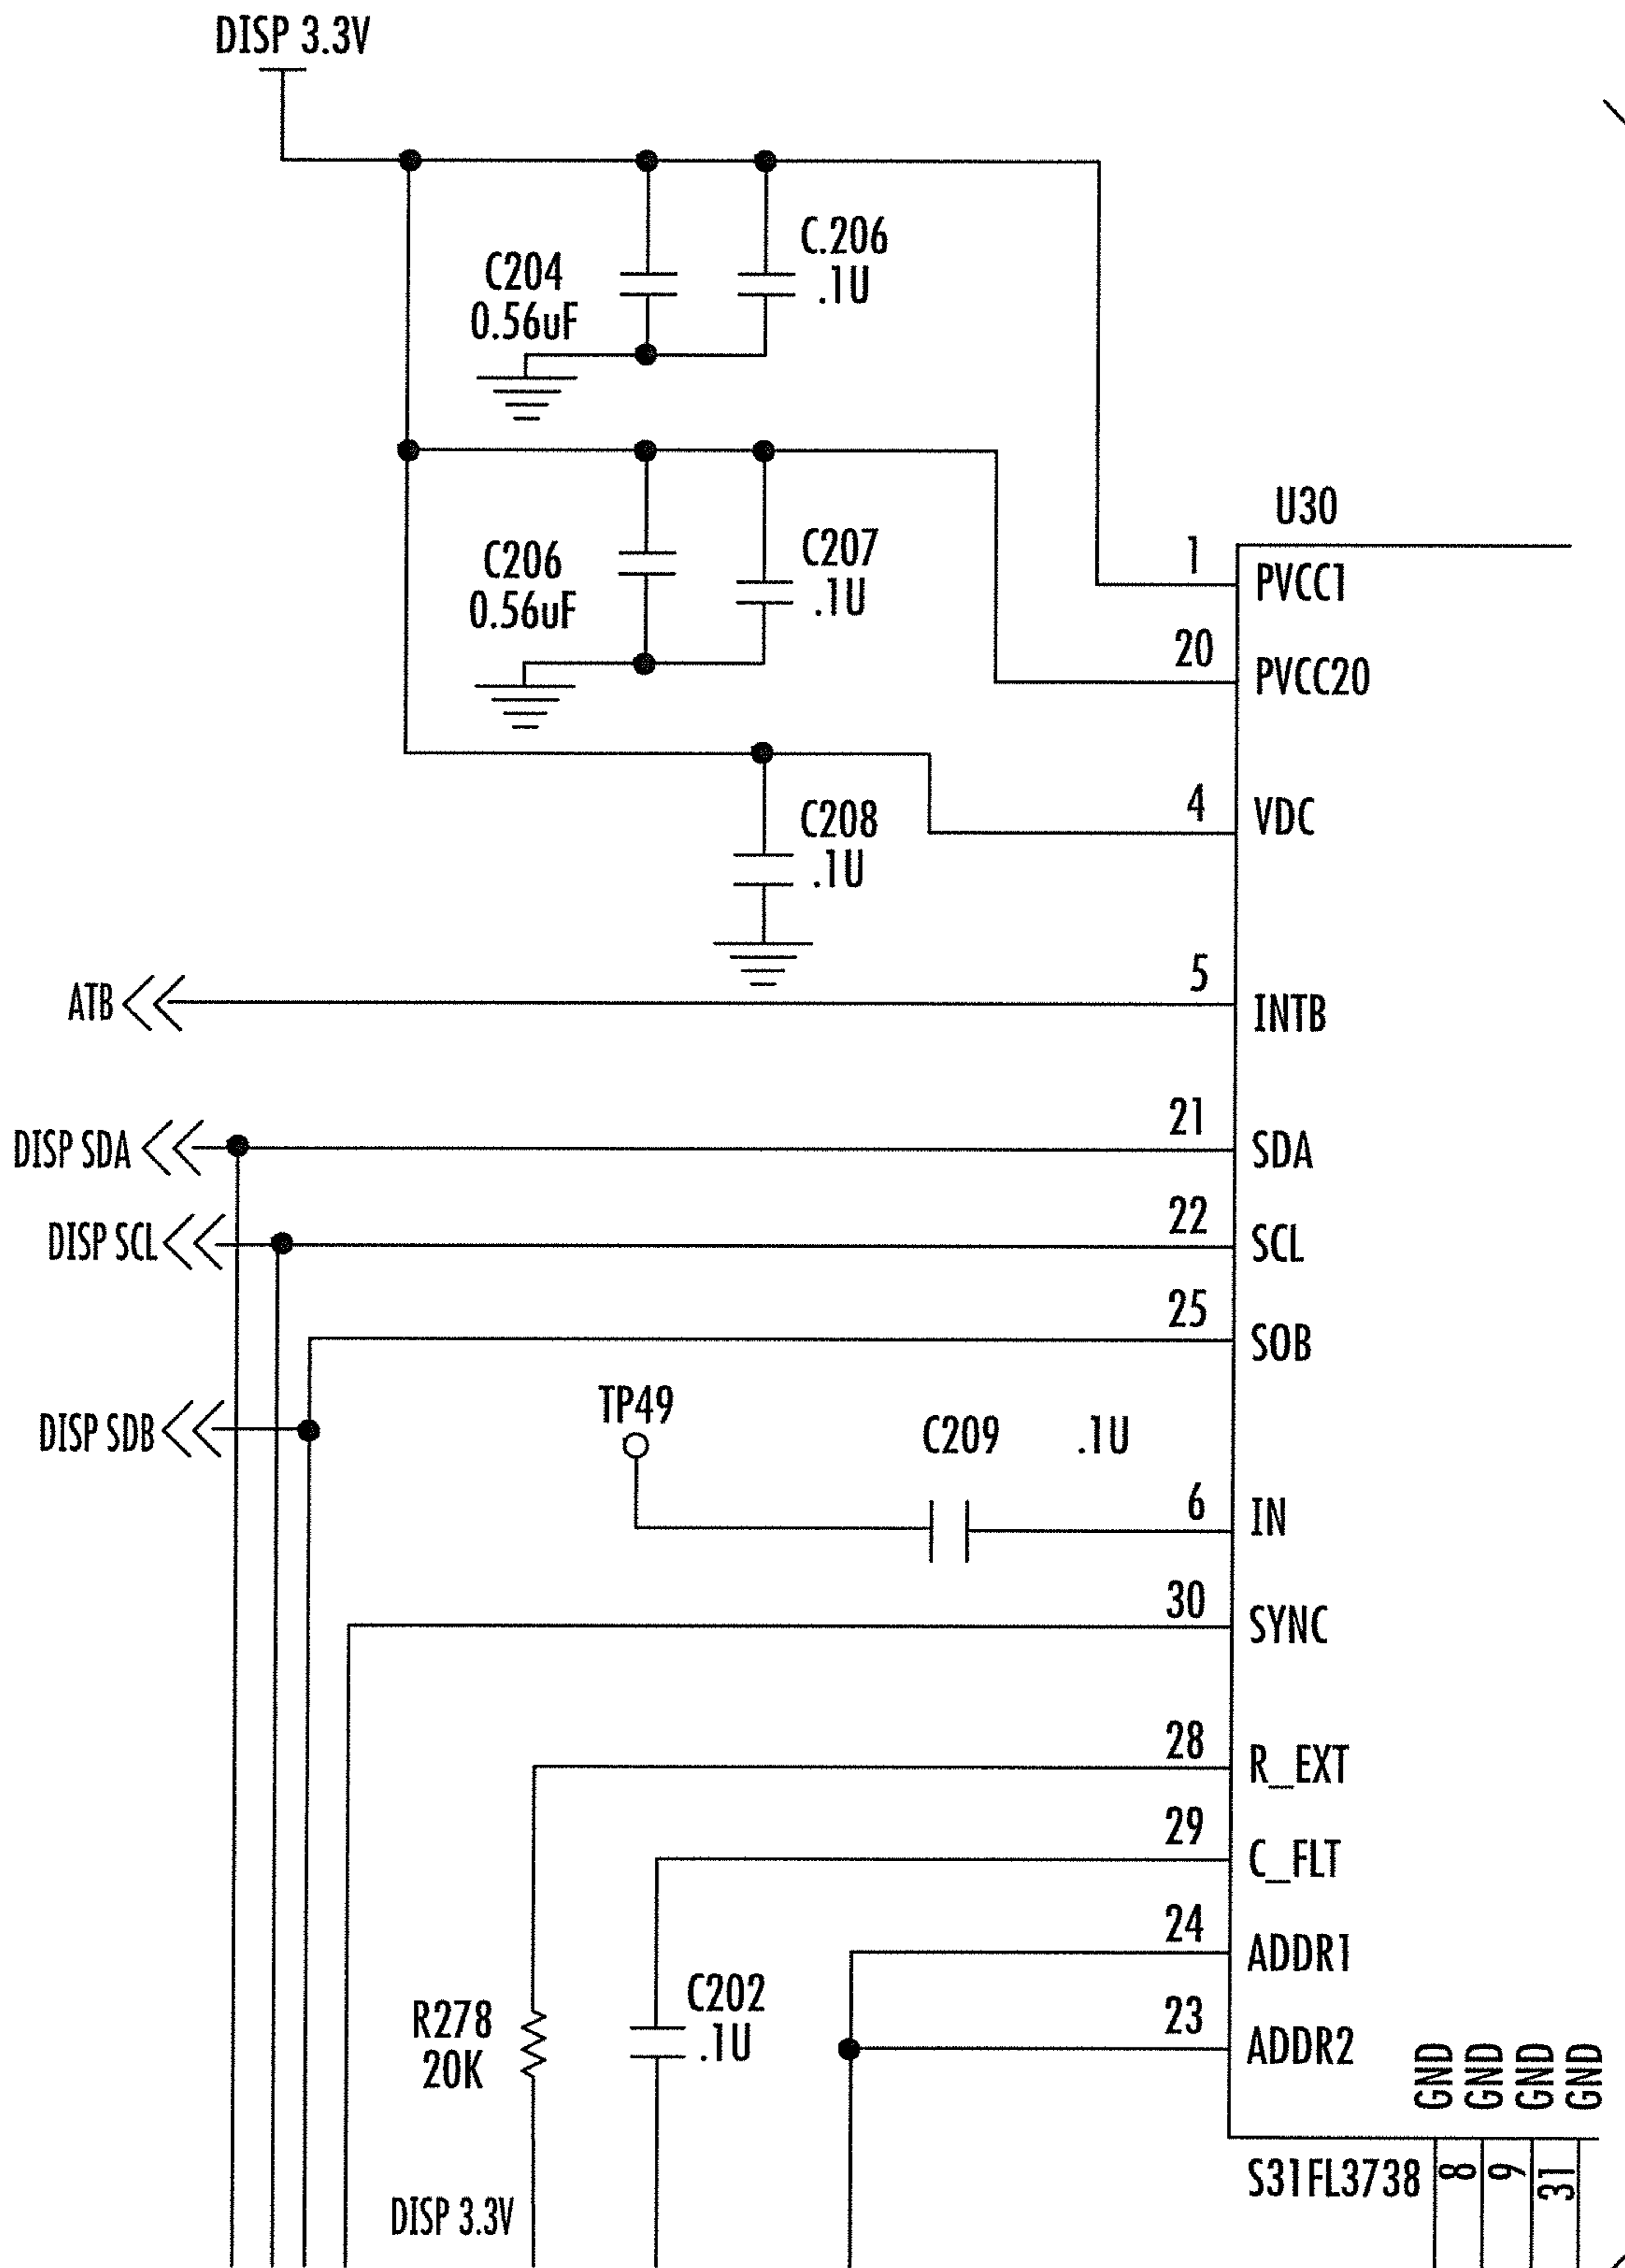 DISP 3.3V
C204
0.56uF
C.206
.1U
C206
0.56uF
C207
.1U
U30
1
PVCC1
20
PVCC20
C208
.1U
4
VDC
ATB
5
INTB
DISP SDA
21
SDA
DISP SCL
22
SCL
25
SOB
DISP SDB
TP49
C209 .1U
6
IN
30
SYNC
28
R_EXT
29
C_FLT
24
ADDR1
R278
20K
C202
.1U
23
ADDR2
GND
GND
GND
GND
S31FL3738
8
9
31
DISP 3.3V